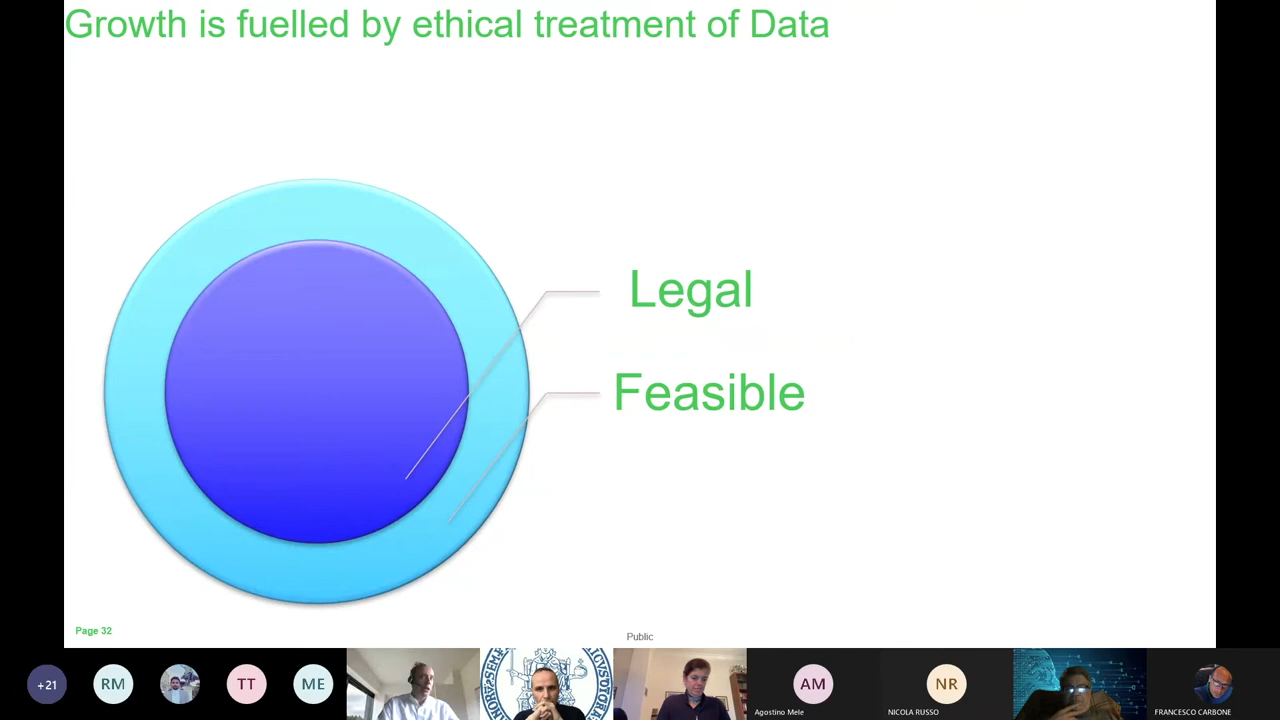 Growth is fuelled by ethical treatment of Data
Legal
Feasible
Page 32
Public
+21
RM
TT
ME
AM
Agostino Mele
NR
NICOLA RUSSO
FRANCESCO CARBONE